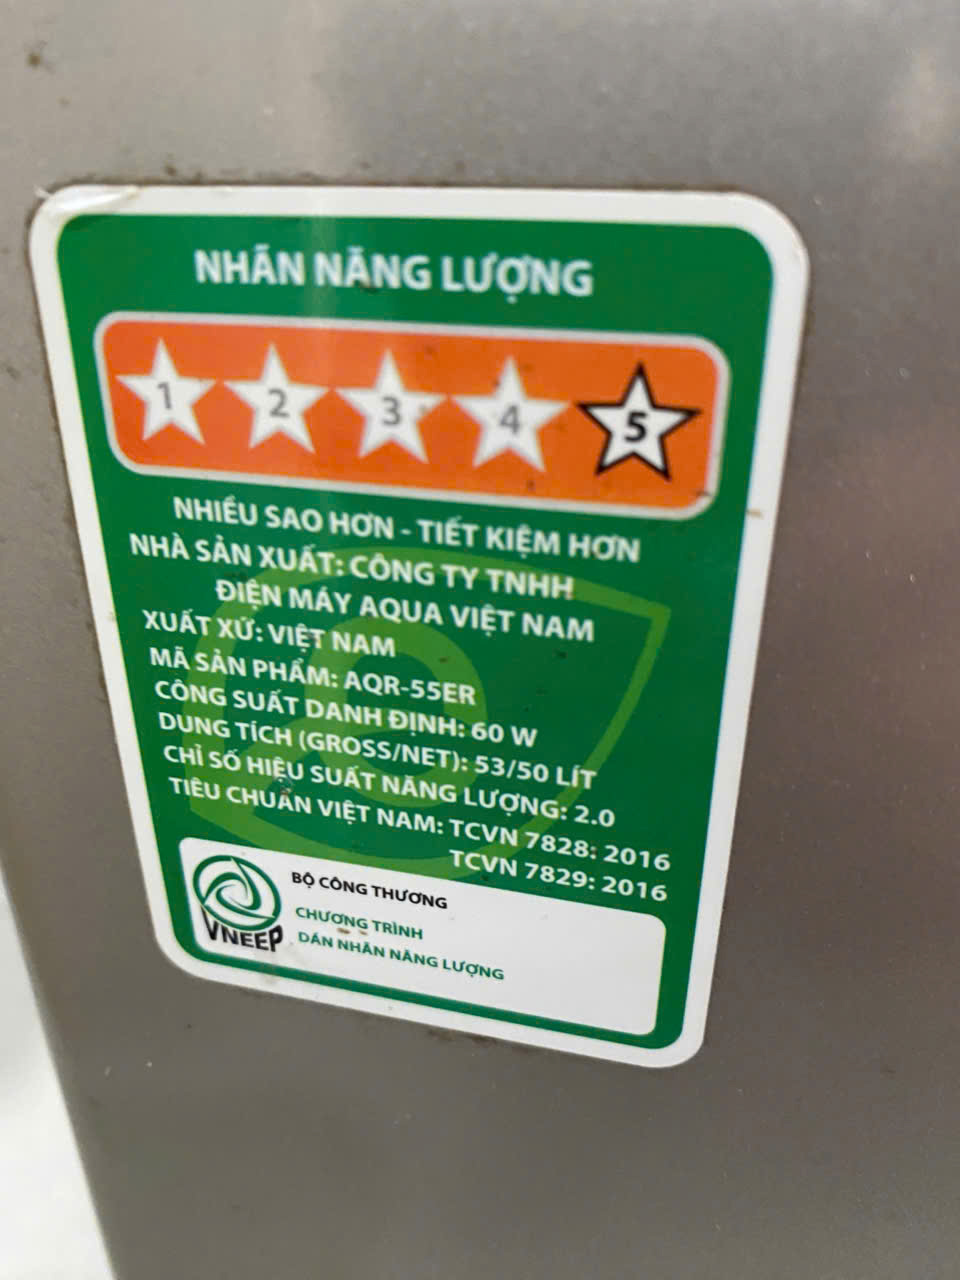 NHÃN NĂNG LƯỢNG
1 2 3 4 5
NHIỀU SAO HƠN - TIẾT KIỆM HƠN
NHÀ SẢN XUẤT: CÔNG TY TNHH
ĐIỆN MÁY AQUA VIỆT NAM
XUẤT XỨ: VIỆT NAM
MÃ SẢN PHẨM: AQR-55ER
CÔNG SUẤT DANH ĐỊNH: 60 W
DUNG TÍCH (GROSS/NET): 53/50 LÍT
CHỈ SỐ HIỆU SUẤT NĂNG LƯỢNG: 2.0
TIÊU CHUẨN VIỆT NAM: TCVN 7828: 2016
TCVN 7829: 2016
BỘ CÔNG THƯƠNG
CHƯƠNG TRÌNH
DÁN NHÃN NĂNG LƯỢNG
VNEEP